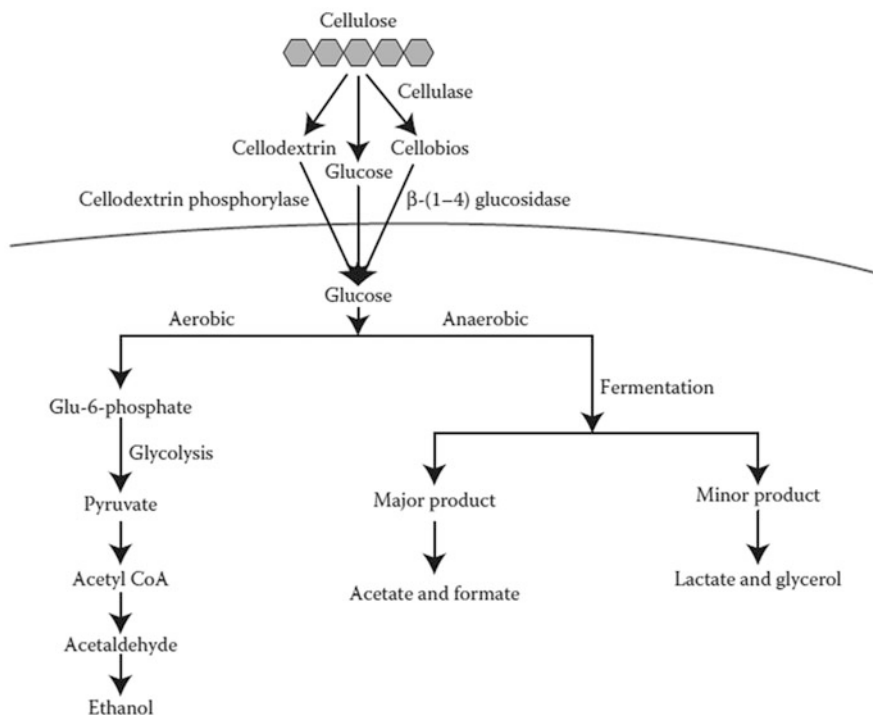 Cellulose
Cellulase
Cellodextrin
Glucose
Cellobios
Cellodextrin phosphorylase
β-(1–4) glucosidase
Glucose
Aerobic
Anaerobic
Fermentation
Glu-6-phosphate
Glycolysis
Pyruvate
Major product
Minor product
Acetyl CoA
Acetate and formate
Lactate and glycerol
Acetaldehyde
Ethanol